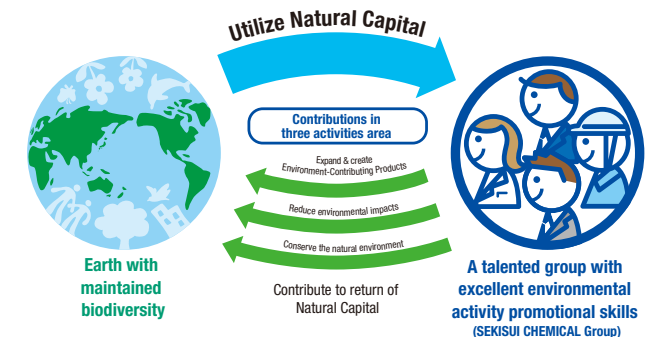 Utilize Natural Capital
Contributions in
three activities area
Expand & create
Environment-Contributing Products
Reduce environmental impacts
Conserve the natural environment
Contribute to return of
Natural Capital
Earth with
maintained
biodiversity
A talented group with
excellent environmental
activity promotional skills
(SEKISUI CHEMICAL Group)